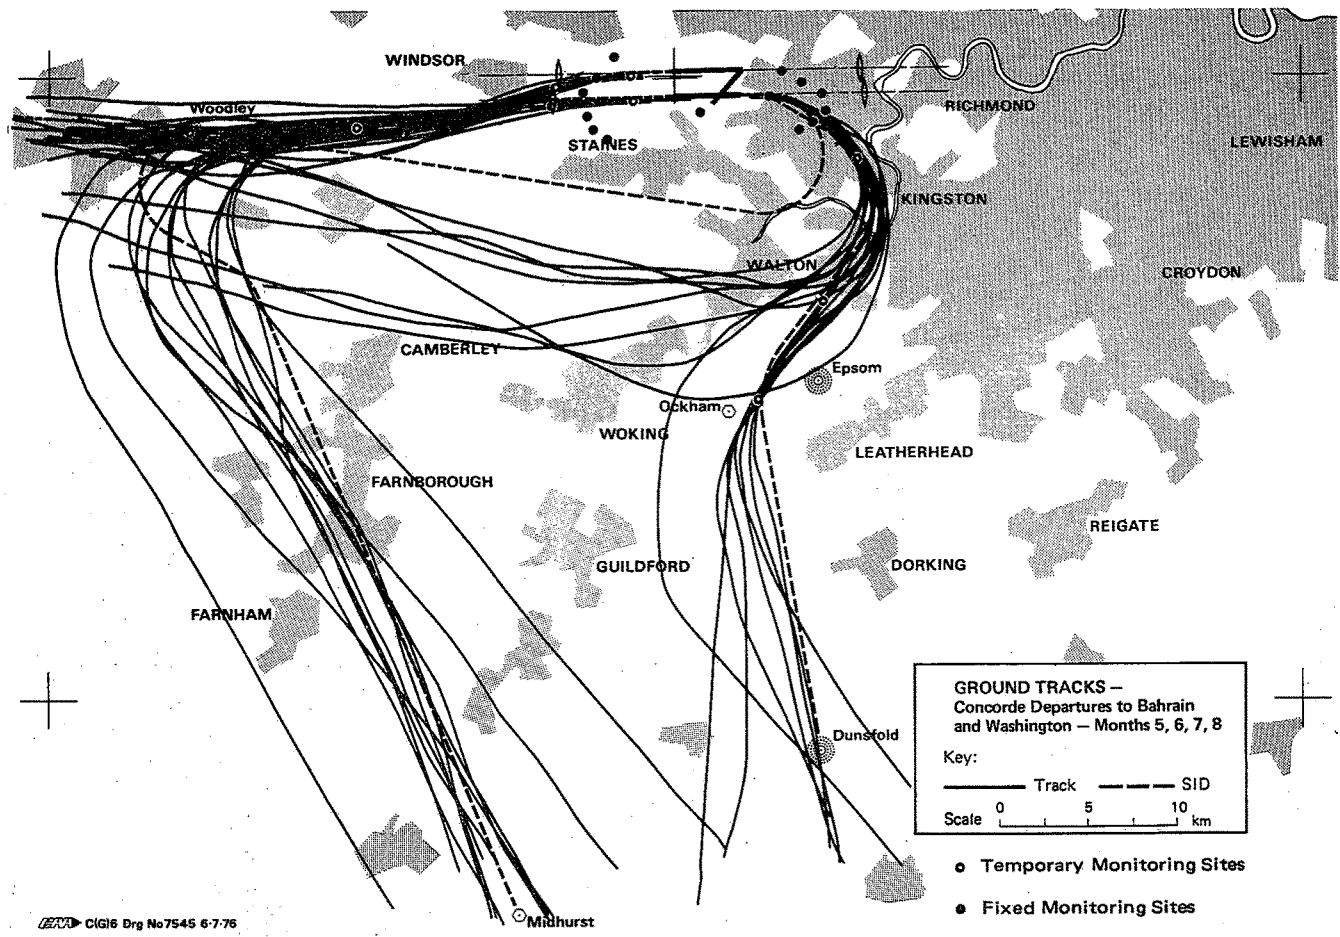 WINDSOR
Woodley
RICHMOND
STAINES
LEWISHAM
KINGSTON
WALTON
CROYDON
CAMBERLEY
Epsom
Ockham
WOKING
LEATHERHEAD
FARNBOROUGH
REIGATE
GUILDFORD
DORKING
FARNHAM
Dunsfold
GROUND TRACKS —
Concorde Departures to Bahrain
and Washington — Months 5, 6, 7, 8
Key:
Track SID
Scale 0 5 10 km
Temporary Monitoring Sites
Fixed Monitoring Sites
Midhurst
CAA C(G)6 Drg No7545 6·7·76